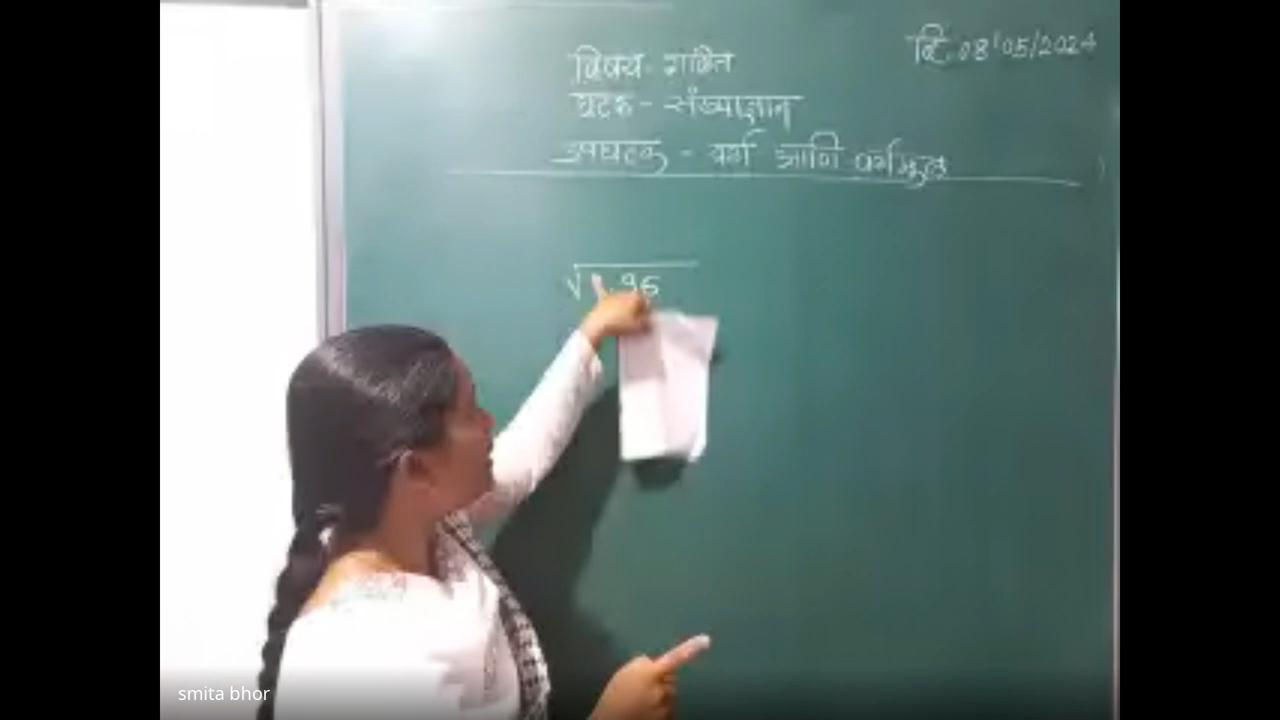 विषय - गणित
दि. 08/05/2024
घटक - संख्याज्ञान
उपघटक - वर्ग आणि वर्गमुळ
96
smita bhor